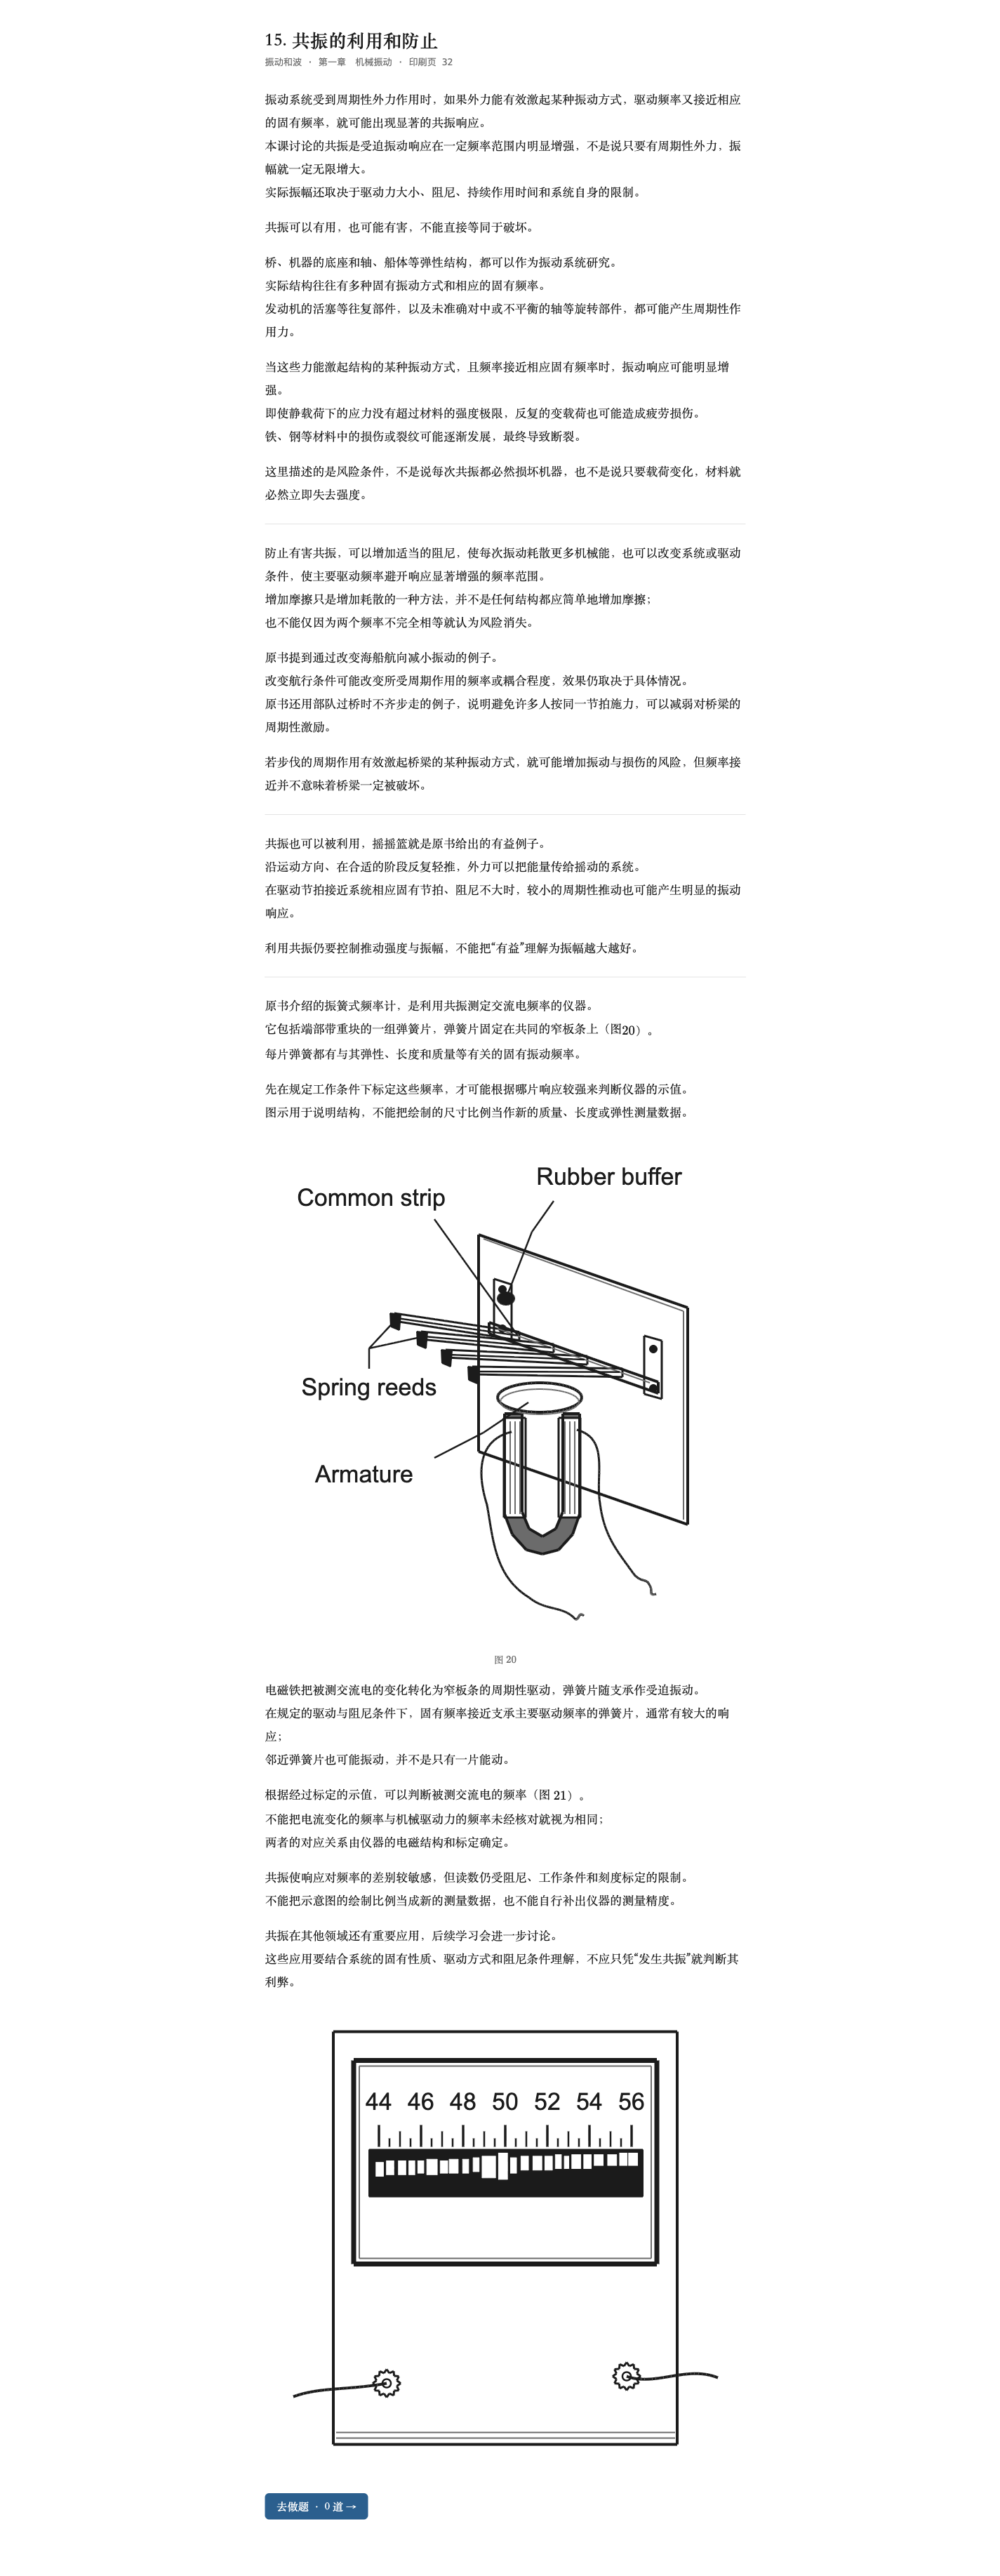 15. 共振的利用和防止
振动和波 · 第一章 机械振动 · 印刷页 32
振动系统受到周期性外力作用时，如果外力能有效激起某种振动方式，驱动频率又接近相应
的固有频率，就可能出现显著的共振响应。
本课讨论的共振是受迫振动响应在一定频率范围内明显增强，不是说只要有周期性外力，振
幅就一定无限增大。
实际振幅还取决于驱动力大小、阻尼、持续作用时间和系统自身的限制。
共振可以有用，也可能有害，不能直接等同于破坏。
桥、机器的底座和轴、船体等弹性结构，都可以作为振动系统研究。
实际结构往往有多种固有振动方式和相应的固有频率。
发动机的活塞等往复部件，以及未准确对中或不平衡的轴等旋转部件，都可能产生周期性作
用力。
当这些力能激起结构的某种振动方式，且频率接近相应固有频率时，振动响应可能明显增
强。
即使静载荷下的应力没有超过材料的强度极限，反复的变载荷也可能造成疲劳损伤。
铁、钢等材料中的损伤或裂纹可能逐渐发展，最终导致断裂。
这里描述的是风险条件，不是说每次共振都必然损坏机器，也不是说只要载荷变化，材料就
必然立即失去强度。
防止有害共振，可以增加适当的阻尼，使每次振动耗散更多机械能，也可以改变系统或驱动
条件，使主要驱动频率避开响应显著增强的频率范围。
增加摩擦只是增加耗散的一种方法，并不是任何结构都应简单地增加摩擦；
也不能仅因为两个频率不完全相等就认为风险消失。
原书提到通过改变海船航向减小振动的例子。
改变航行条件可能改变所受周期作用的频率或耦合程度，效果仍取决于具体情况。
原书还用部队过桥时不齐步走的例子，说明避免许多人按同一节拍施力，可以减弱对桥梁的
周期性激励。
若步伐的周期作用有效激起桥梁的某种振动方式，就可能增加振动与损伤的风险，但频率接
近并不意味着桥梁一定被破坏。
共振也可以被利用，摇摇篮就是原书给出的有益例子。
沿运动方向、在合适的阶段反复轻推，外力可以把能量传给摇动的系统。
在驱动节拍接近系统相应固有节拍、阻尼不大时，较小的周期性推动也可能产生明显的振动
响应。
利用共振仍要控制推动强度与振幅，不能把“有益”理解为振幅越大越好。
原书介绍的振簧式频率计，是利用共振测定交流电频率的仪器。
它包括端部带重块的一组弹簧片，弹簧片固定在共同的窄板条上（图20）。
每片弹簧都有与其弹性、长度和质量等有关的固有振动频率。
先在规定工作条件下标定这些频率，才可能根据哪片响应较强来判断仪器的示值。
图示用于说明结构，不能把绘制的尺寸比例当作新的质量、长度或弹性测量数据。
Rubber buffer
Common strip
Spring reeds
Armature
图 20
电磁铁把被测交流电的变化转化为窄板条的周期性驱动，弹簧片随支承作受迫振动。
在规定的驱动与阻尼条件下，固有频率接近支承主要驱动频率的弹簧片，通常有较大的响
应；
邻近弹簧片也可能振动，并不是只有一片能动。
根据经过标定的示值，可以判断被测交流电的频率（图 21）。
不能把电流变化的频率与机械驱动力的频率未经核对就视为相同；
两者的对应关系由仪器的电磁结构和标定确定。
共振使响应对频率的差别较敏感，但读数仍受阻尼、工作条件和刻度标定的限制。
不能把示意图的绘制比例当成新的测量数据，也不能自行补出仪器的测量精度。
共振在其他领域还有重要应用，后续学习会进一步讨论。
这些应用要结合系统的固有性质、驱动方式和阻尼条件理解，不应只凭“发生共振”就判断其
利弊。
44 46 48 50 52 54 56
去做题 · 0 道 →